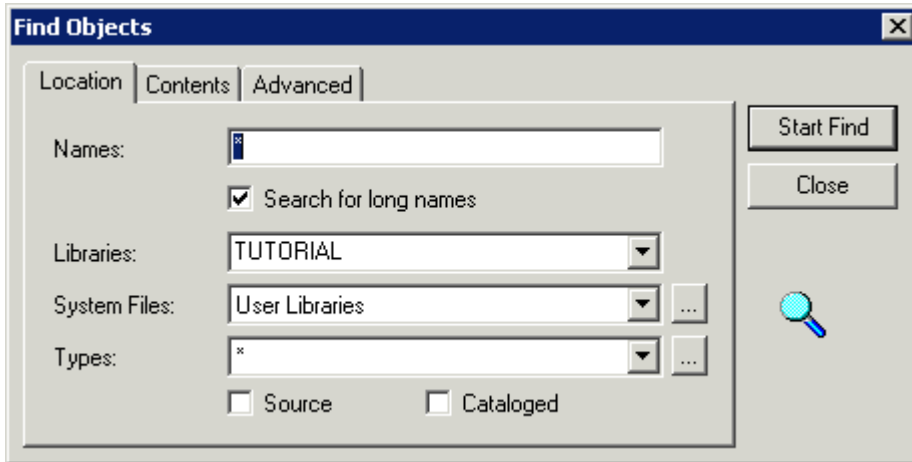 Find Objects
Location Contents Advanced
Names: *
Search for long names
Libraries: TUTORIAL
System Files: User Libraries ...
Types: * ...
Source Cataloged
Start Find
Close